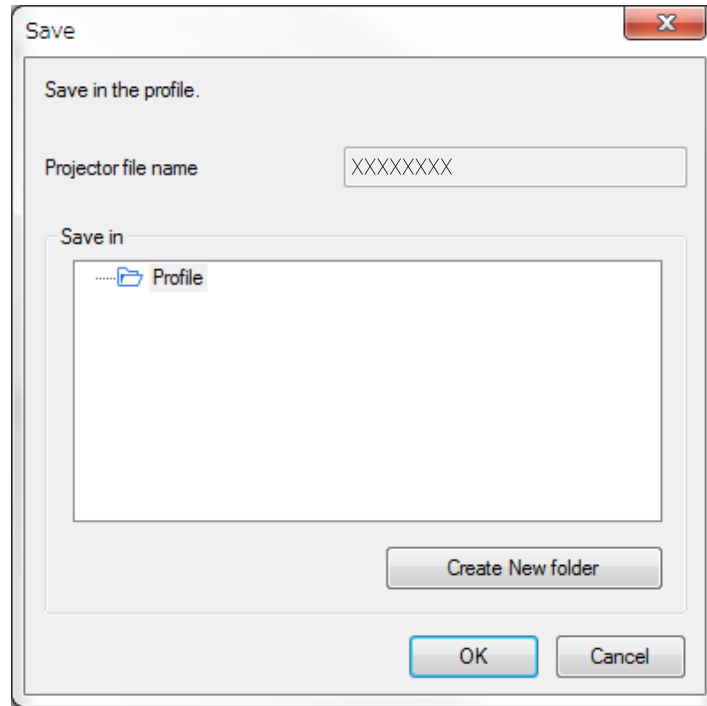 Save
Save in the profile.
Projector file name XXXXXXXX
Save in
Profile
Create New folder
OK Cancel